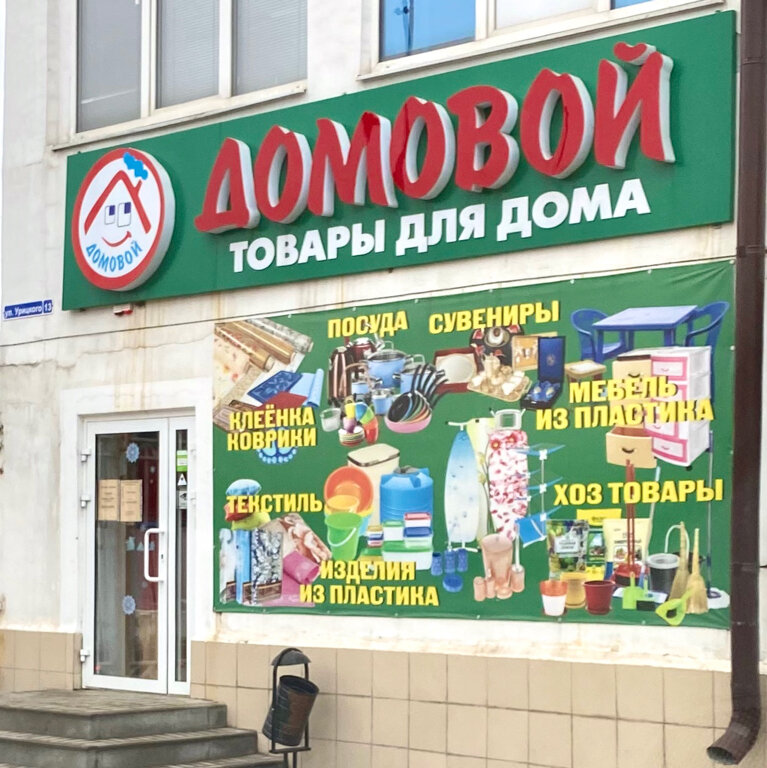 ДОМОВОЙ
ТОВАРЫ ДЛЯ ДОМА
ДОМОВОЙ
ул. Урицкого 13
ПОСУДА
СУВЕНИРЫ
КЛЕЁНКА
КОВРИКИ
МЕБЕЛЬ
ИЗ ПЛАСТИКА
ТЕКСТИЛЬ
ХОЗ ТОВАРЫ
ИЗДЕЛИЯ
ИЗ ПЛАСТИКА